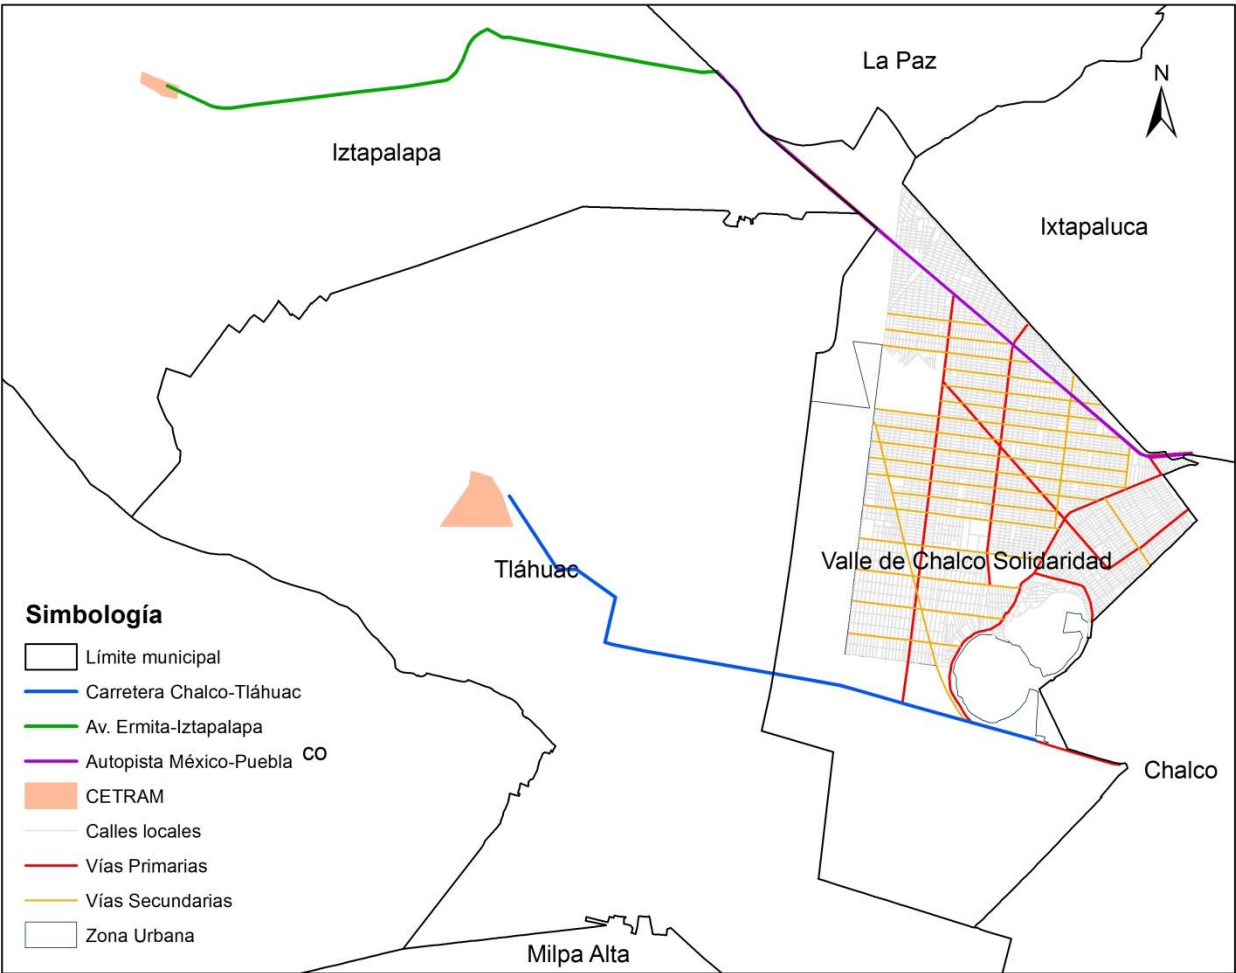 La Paz
N
Iztapalapa
Ixtapaluca
Tláhuac
Valle de Chalco Solidaridad
Simbología
Límite municipal
Carretera Chalco-Tláhuac
Av. Ermita-Iztapalapa
Autopista México-Puebla co
CETRAM
Chalco
Calles locales
Vías Primarias
Vías Secundarias
Zona Urbana
Milpa Alta